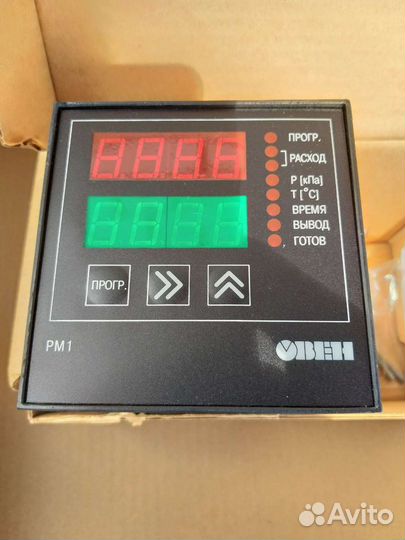 ПРОГР.
РАСХОД
P [кПа]
T [°C]
ВРЕМЯ
ВЫВОД
ГОТОВ
ПРОГР.
РМ1
ОВЕН
Avito